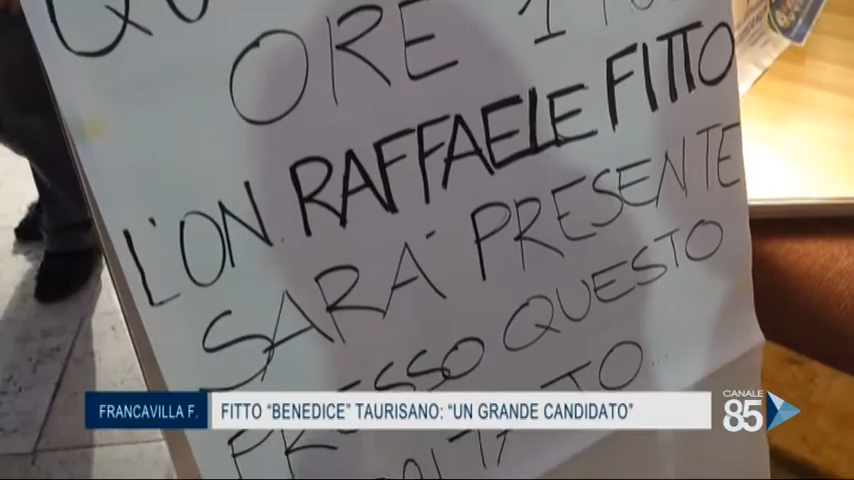 ORE
L'ON. RAFFAELE FITTO
SARÀ PRESENTE
PRESSO QUESTO
FRANCAVILLA F.
FITTO “BENEDICE” TAURISANO: “UN GRANDE CANDIDATO”
CANALE
85